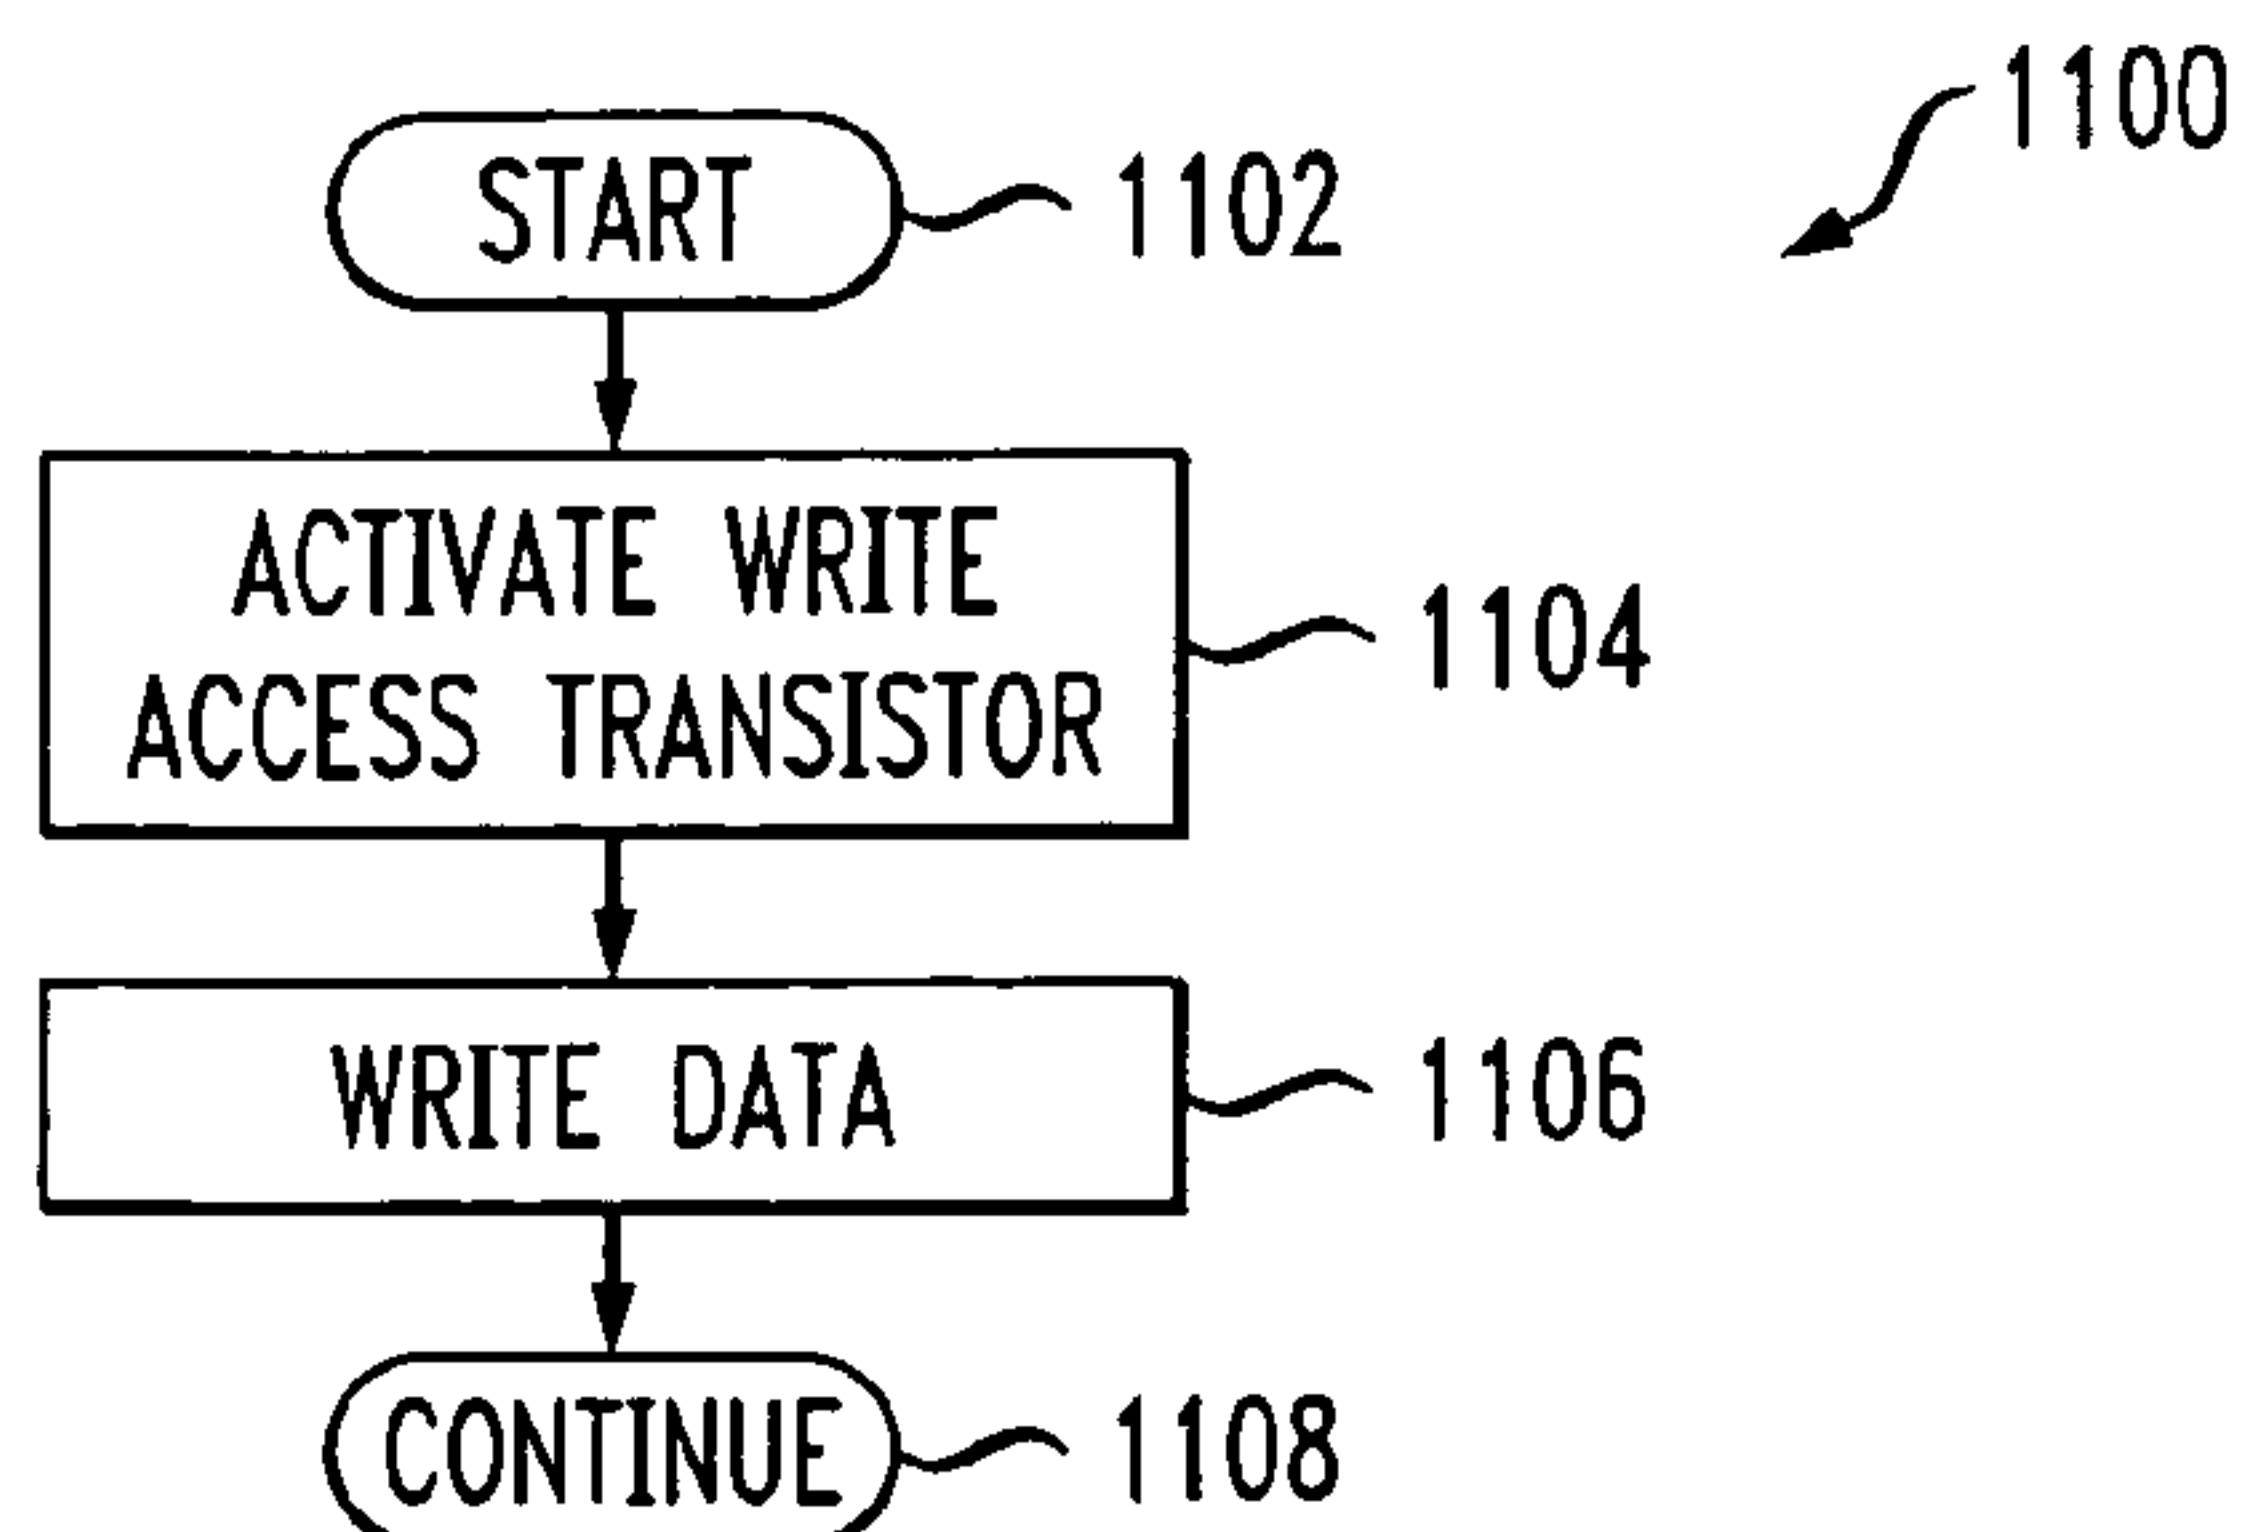 1100
START 1102
ACTIVATE WRITE
ACCESS TRANSISTOR
1104
WRITE DATA 1106
CONTINUE 1108